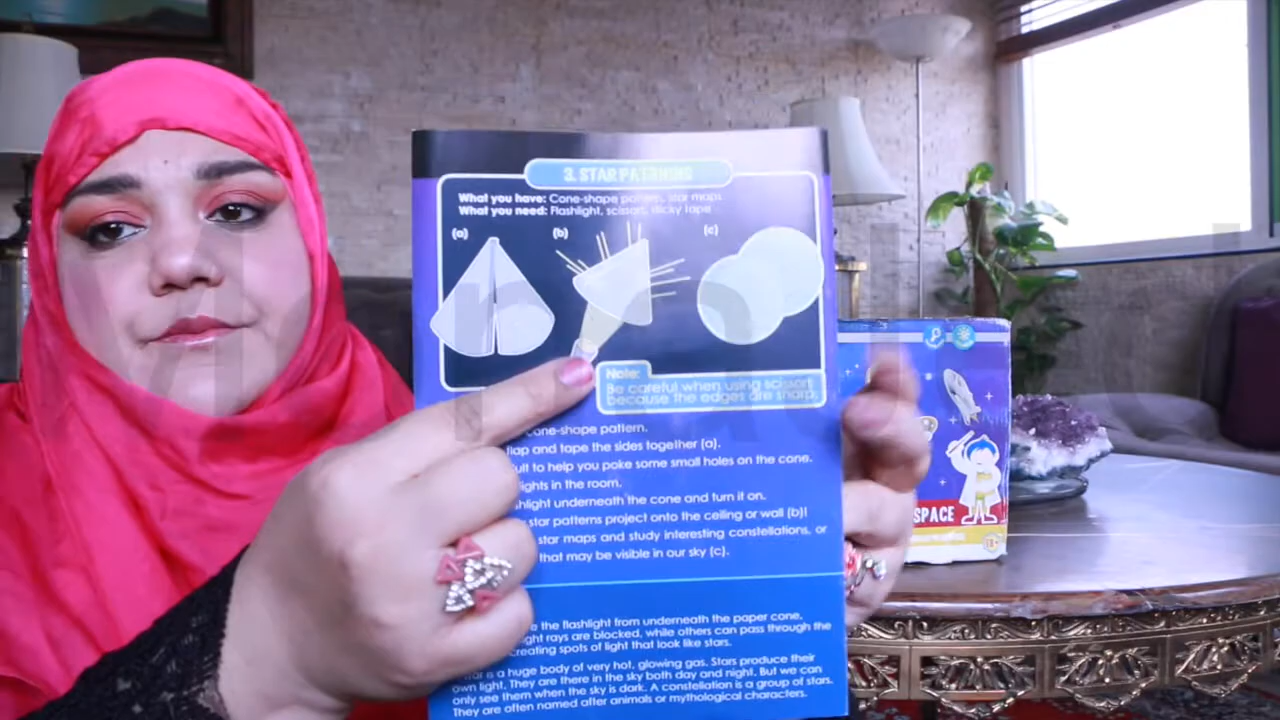 3. STAR PATERNING
What you have: Cone-shape pattern, star maps
What you need: Flashlight, scissors, sticky tape
(a) (b) (c)
Note:
Be careful when using scissors
because the edges are sharp.
cone-shape pattern.
flap and tape the sides together (a).
to help you poke some small holes on the cone.
lights in the room.
underneath the cone and turn it on.
star patterns project onto the ceiling or wall (b)!
star maps and study interesting constellations, or
that may be visible in our sky (c).
the flashlight from underneath the paper cone.
rays are blocked, while others can pass through the
creating spots of light that look like stars.
is a huge body of very hot, glowing gas. Stars produce their
own light. They are there in the sky both day and night. But we can
only see them when the sky is dark. A constellation is a group of stars.
They are often named after animals or mythological characters.
SPACE